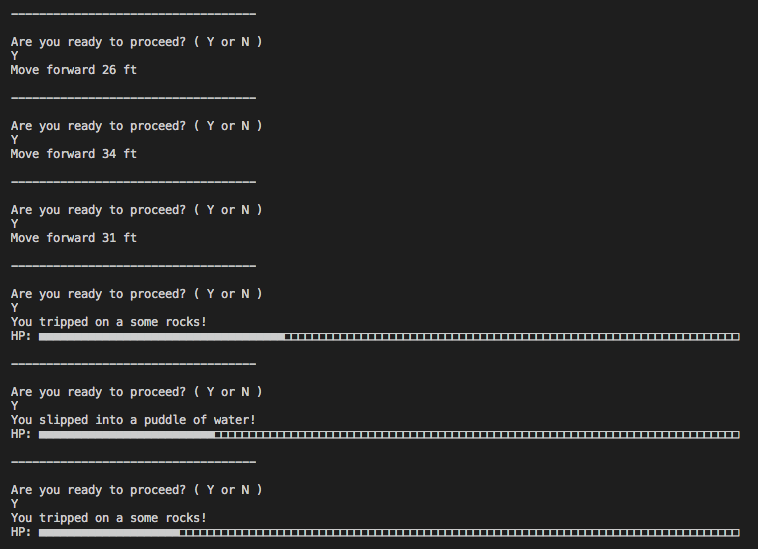 Are you ready to proceed? ( Y or N )
Y
Move forward 26 ft
Are you ready to proceed? ( Y or N )
Y
Move forward 34 ft
Are you ready to proceed? ( Y or N )
Y
Move forward 31 ft
Are you ready to proceed? ( Y or N )
Y
You tripped on a some rocks!
HP:
Are you ready to proceed? ( Y or N )
Y
You slipped into a puddle of water!
HP:
Are you ready to proceed? ( Y or N )
Y
You tripped on a some rocks!
HP: